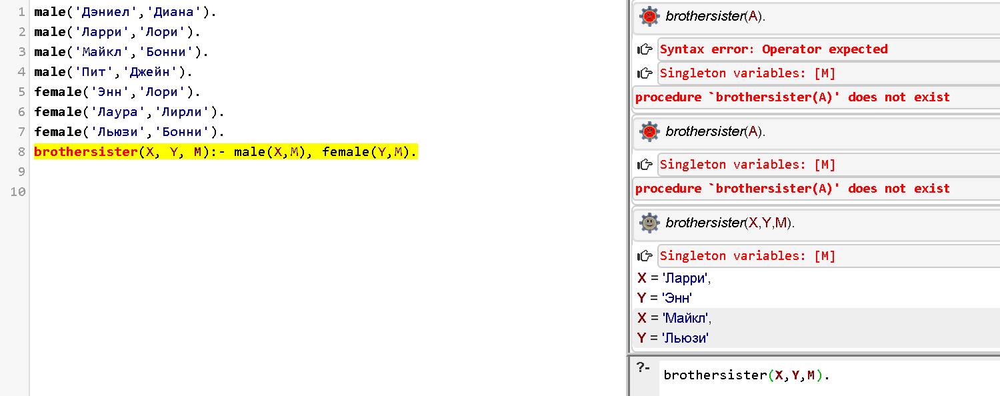 1 male('Дэниел','Диана').
2 male('Ларри','Лори').
3 male('Майкл','Бонни').
4 male('Пит','Джейн').
5 female('Энн','Лори').
6 female('Лаура','Лирли').
7 female('Льюзи','Бонни').
8 brothersister(X, Y, M):- male(X,M), female(Y,M).
9
10
brothersister(A).
Syntax error: Operator expected
Singleton variables: [M]
procedure `brothersister(A)' does not exist
brothersister(A).
Singleton variables: [M]
procedure `brothersister(A)' does not exist
brothersister(X,Y,M).
Singleton variables: [M]
X = 'Ларри',
Y = 'Энн'
X = 'Майкл',
Y = 'Льюзи'
?- brothersister(X,Y,M).